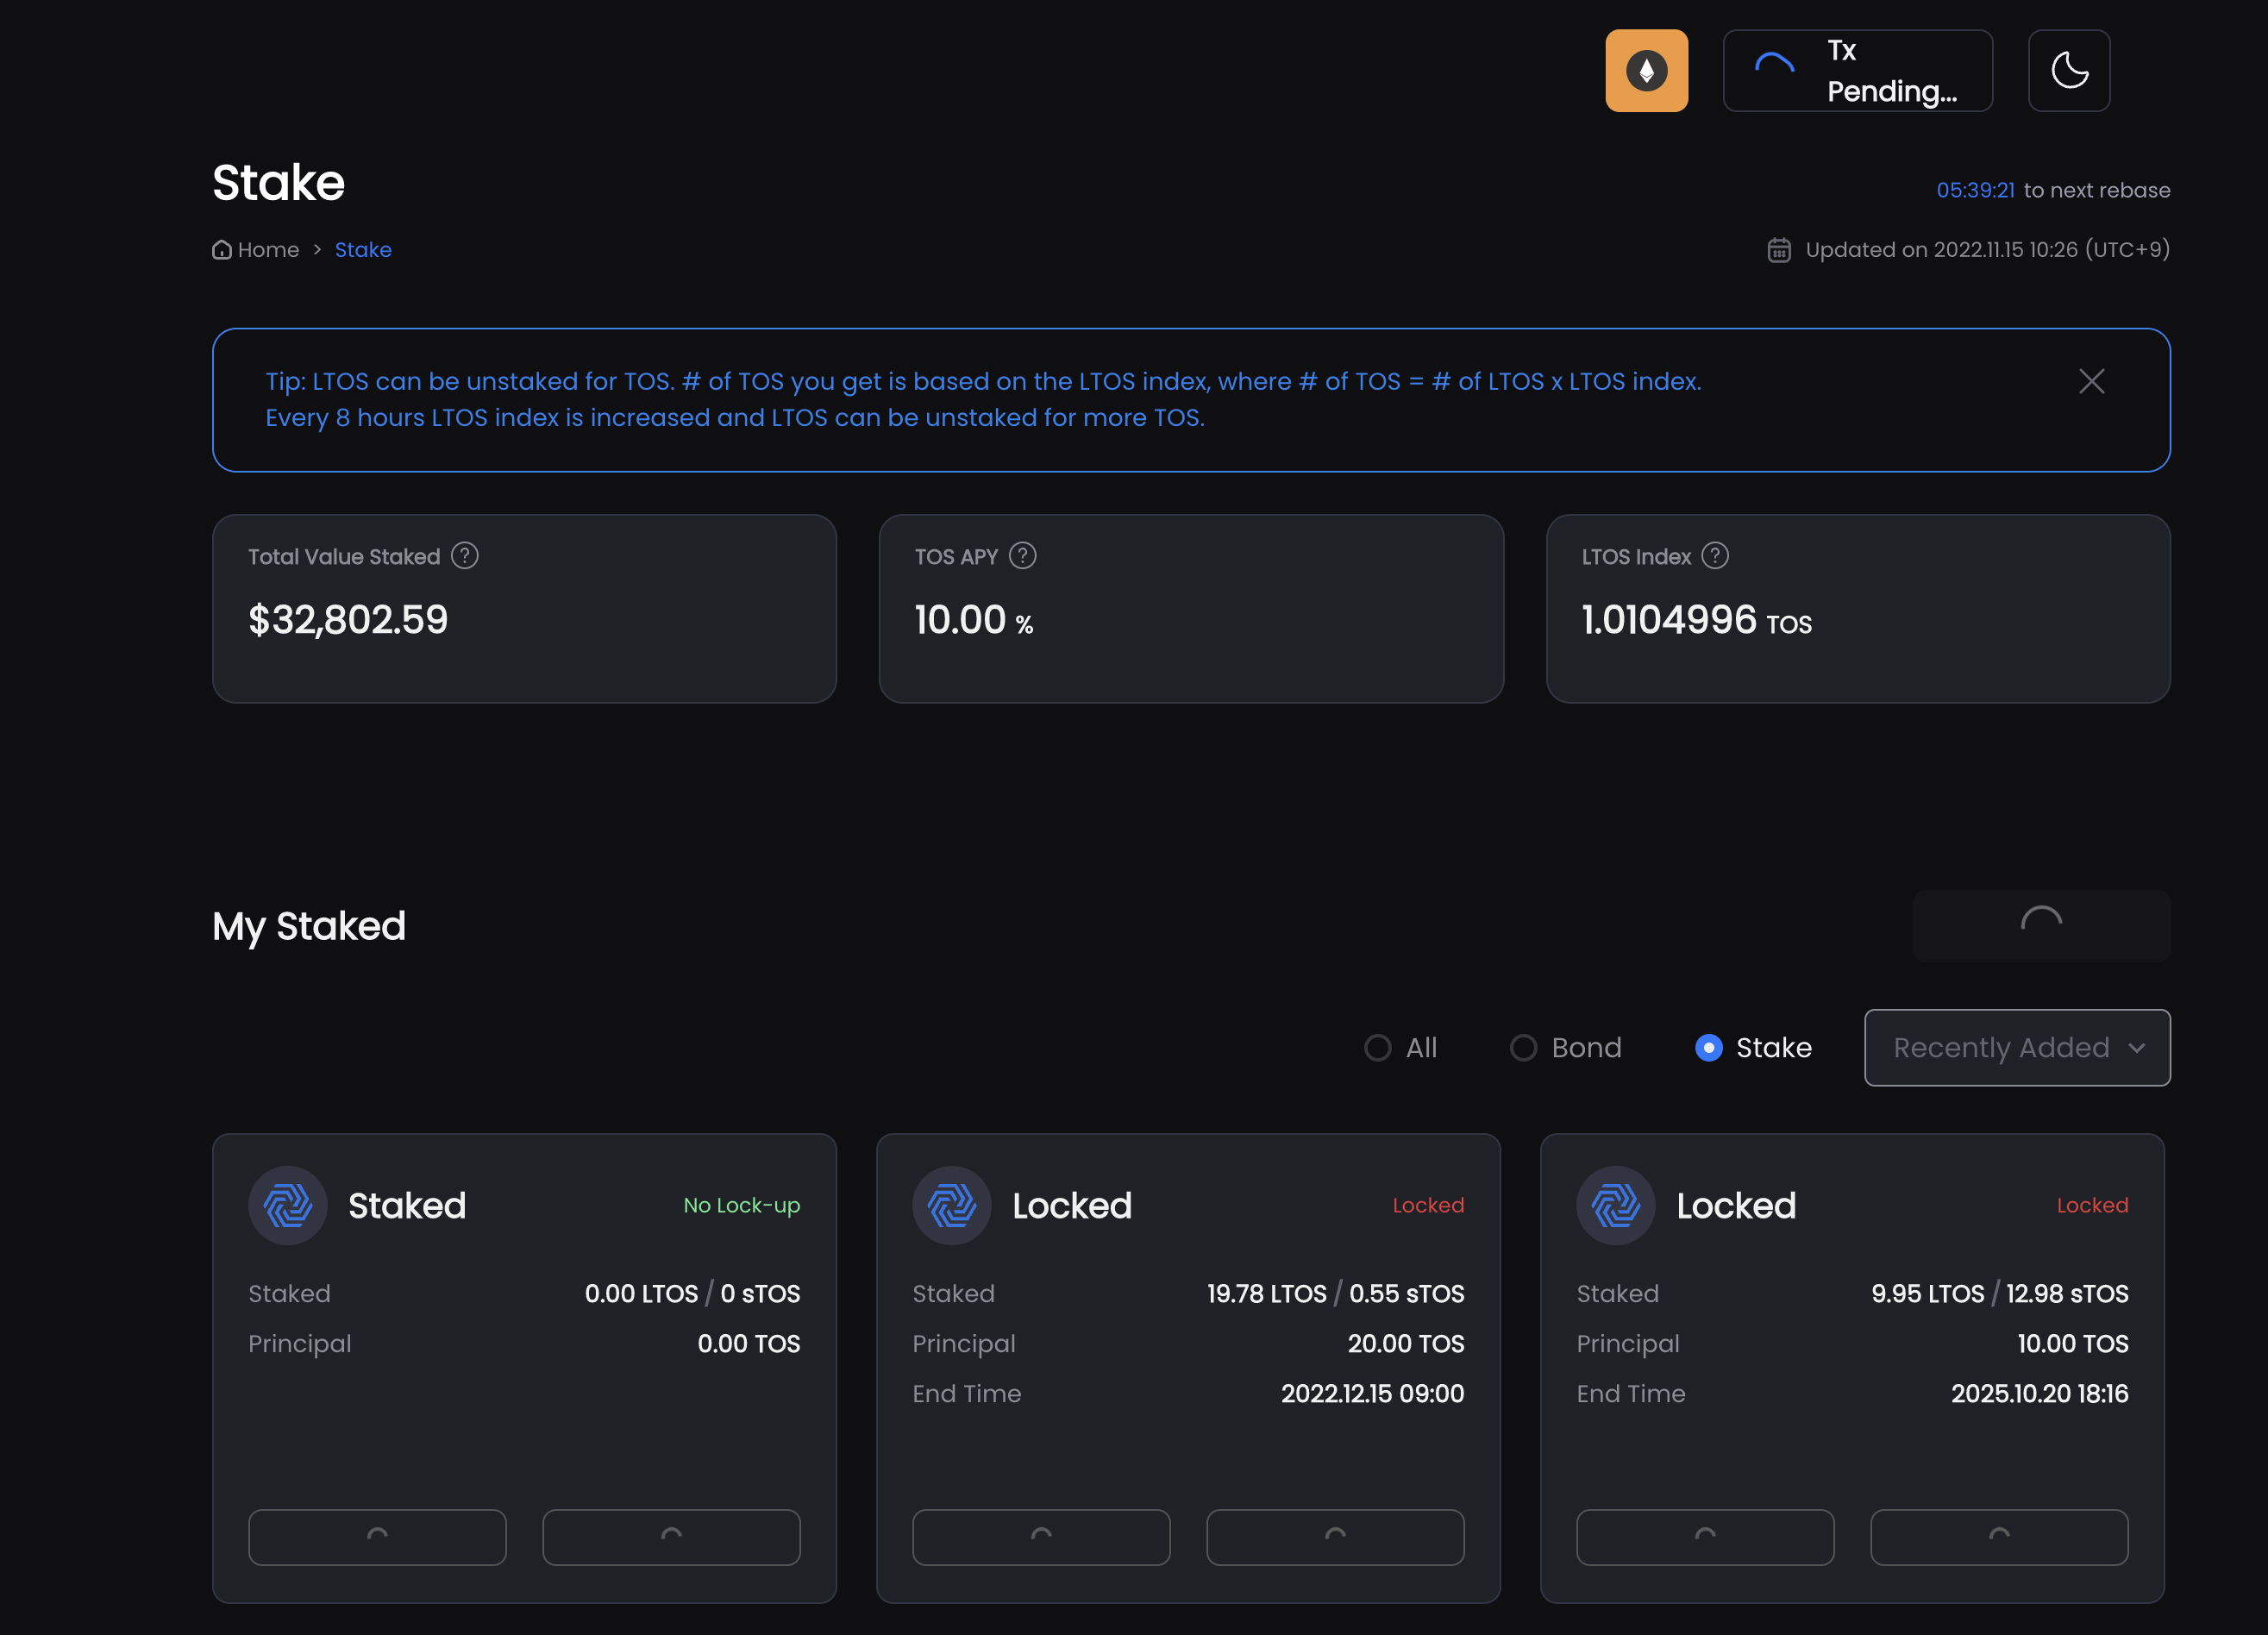 Tx
Pending...
Stake
05:39:21 to next rebase
Home > Stake
Updated on 2022.11.15 10:26 (UTC+9)
Tip: LTOS can be unstaked for TOS. # of TOS you get is based on the LTOS index, where # of TOS = # of LTOS x LTOS index.
Every 8 hours LTOS index is increased and LTOS can be unstaked for more TOS.
Total Value Staked ?
$32,802.59
TOS APY ?
10.00 %
LTOS Index ?
1.0104996 TOS
My Staked
All
Bond
Stake
Recently Added
Staked
No Lock-up
Staked
0.00 LTOS / 0 sTOS
Principal
0.00 TOS
Locked
Locked
Staked
19.78 LTOS / 0.55 sTOS
Principal
20.00 TOS
End Time
2022.12.15 09:00
Locked
Locked
Staked
9.95 LTOS / 12.98 sTOS
Principal
10.00 TOS
End Time
2025.10.20 18:16